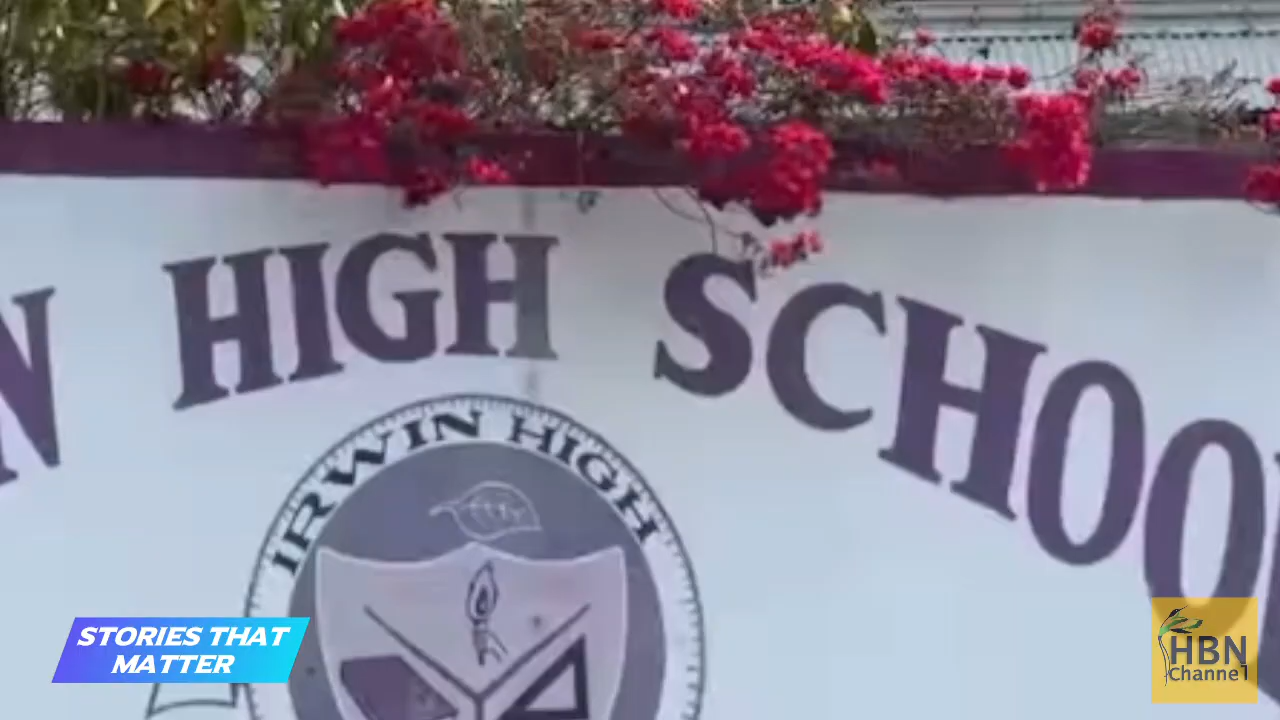 N HIGH SCHOO
IRWIN HIGH
STORIES THAT
MATTER
HBN
Channel